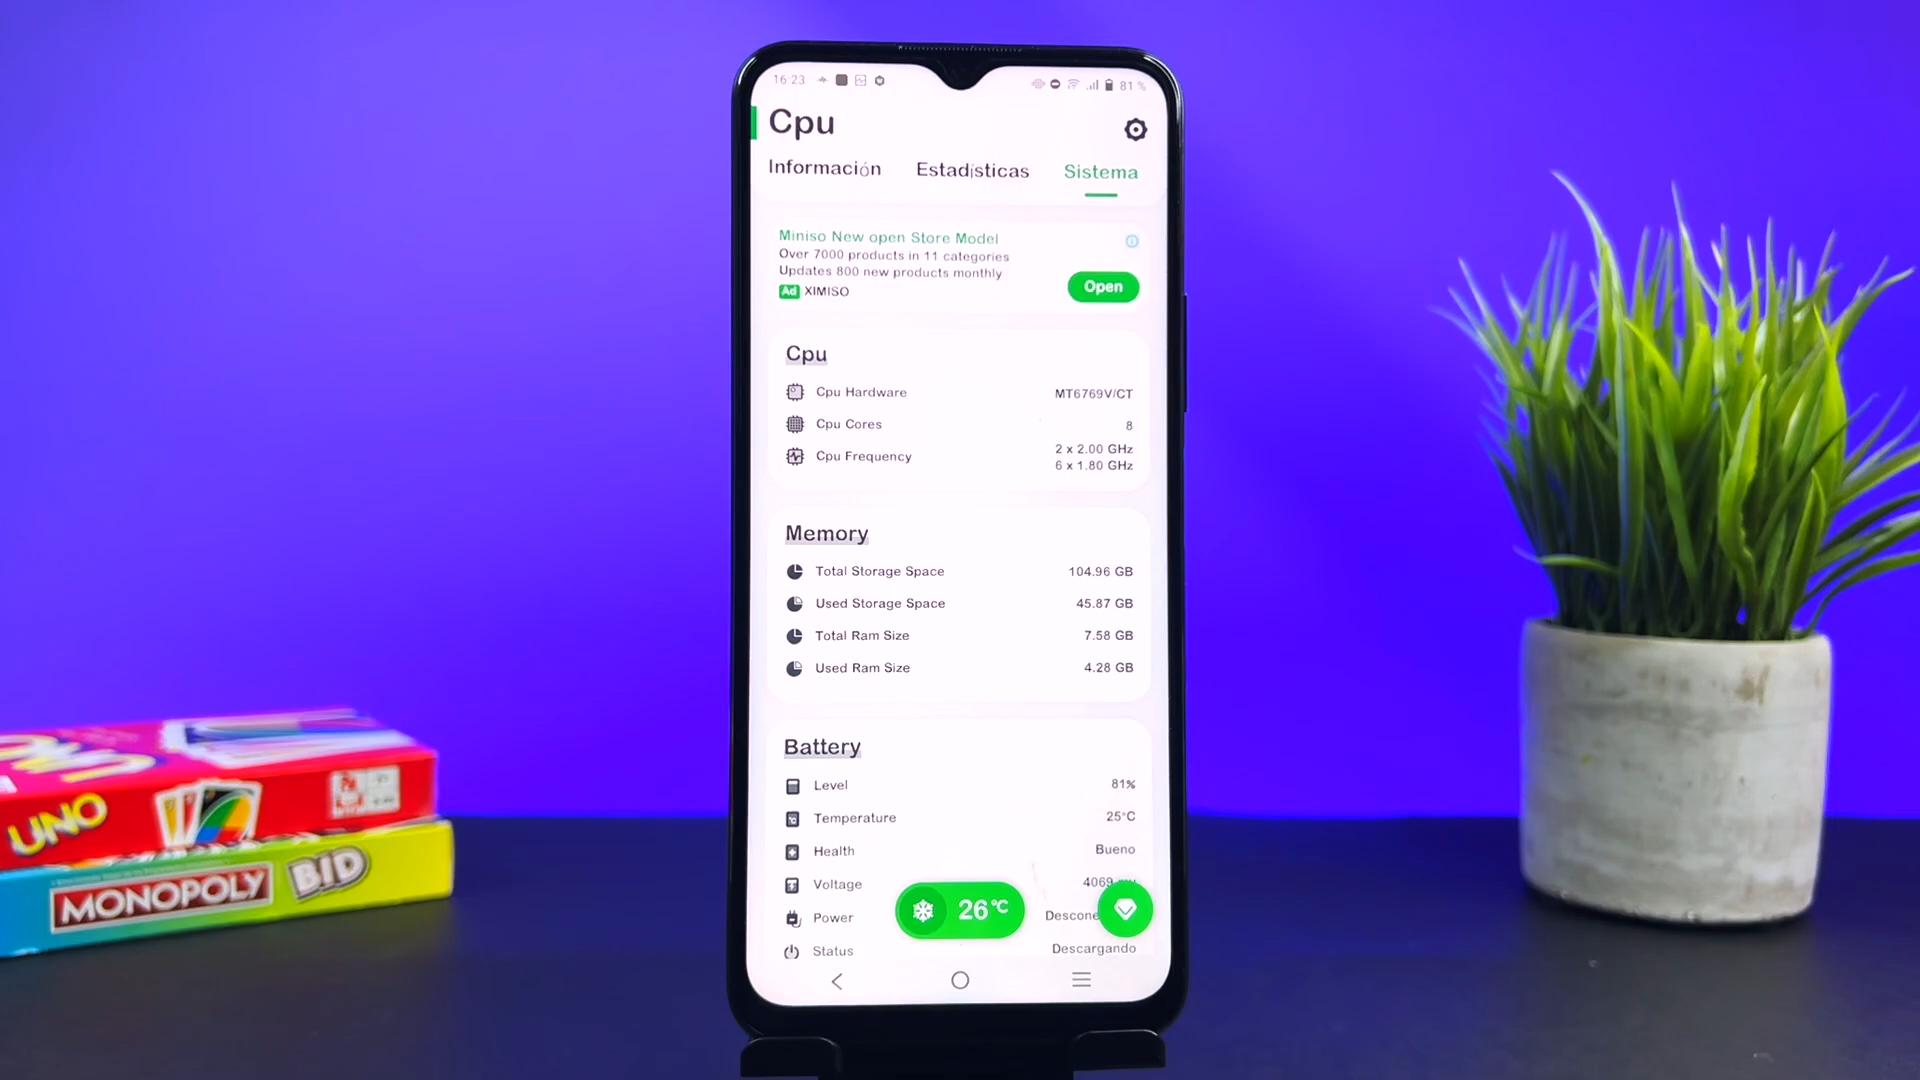 16:23
81 %
Cpu
Información Estadísticas Sistema
Miniso New open Store Model
Over 7000 products in 11 categories
Updates 800 new products monthly
Ad XIMISO
Open
Cpu
Cpu Hardware MT6769V/CT
Cpu Cores 8
Cpu Frequency 2 x 2.00 GHz
6 x 1.80 GHz
Memory
Total Storage Space 104.96 GB
Used Storage Space 45.87 GB
Total Ram Size 7.58 GB
Used Ram Size 4.28 GB
Battery
Level 81%
Temperature 25°C
Health Bueno
Voltage 4069
Power Descone
Status Descargando
26°C
UNO
MONOPOLY BID